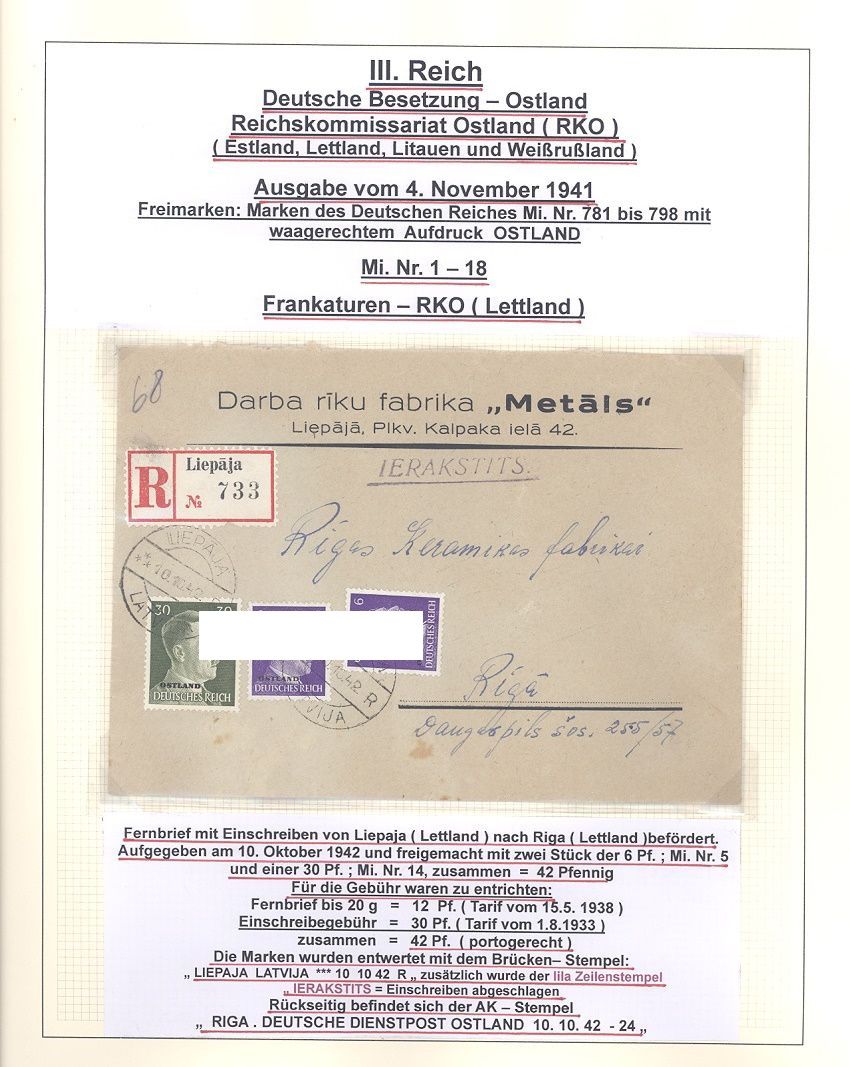 III. Reich
Deutsche Besetzung – Ostland
Reichskommissariat Ostland ( RKO )
( Estland, Lettland, Litauen und Weißrußland )
Ausgabe vom 4. November 1941
Freimarken: Marken des Deutschen Reiches Mi. Nr. 781 bis 798 mit
waagerechtem Aufdruck OSTLAND
Mi. Nr. 1 – 18
Frankaturen – RKO ( Lettland )
68
Darba rīku fabrika „Metāls“
Liepājā, Plkv. Kalpaka ielā 42.
IERAKSTITS.
R Liepāja
№ 733
Rīgas Keramikas fabrikai
LIEPĀJA
** 10.1042
LATV
30 30
OSTLAND
DEUTSCHES REICH
OSTLAND
DEUTSCHES REICH
6
DEUTSCHES REICH
1042 R
VIJA
Rīgā
Daugavpils šos. 255/57
Fernbrief mit Einschreiben von Liepaja ( Lettland ) nach Riga ( Lettland )befördert.
Aufgegeben am 10. Oktober 1942 und freigemacht mit zwei Stück der 6 Pf. ; Mi. Nr. 5
und einer 30 Pf. ; Mi. Nr. 14, zusammen = 42 Pfennig
Für die Gebühr waren zu entrichten:
Fernbrief bis 20 g = 12 Pf. ( Tarif vom 15.5. 1938 )
Einschreibegebühr = 30 Pf. ( Tarif vom 1.8.1933 )
zusammen = 42 Pf. ( portogerecht )
Die Marken wurden entwertet mit dem Brücken– Stempel:
„ LIEPAJA LATVIJA *** 10 10 42 R „ zusätzlich wurde der lila Zeilenstempel
„ IERAKSTITS = Einschreiben abgeschlagen
Rückseitig befindet sich der AK – Stempel
„ RIGA . DEUTSCHE DIENSTPOST OSTLAND 10. 10. 42 - 24 „